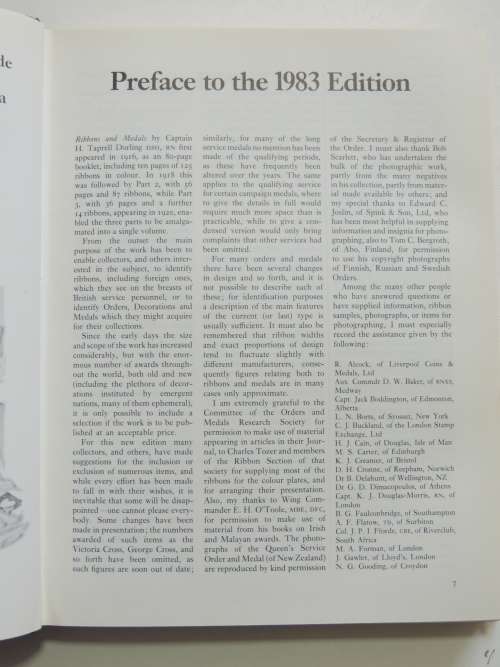 de
a
Preface to the 1983 Edition
Ribbons and Medals by Captain
H. Taprell Dorling DSO, RN first
appeared in 1916, as an 80-page
booklet, including ten pages of 125
ribbons in colour. In 1918 this
was followed by Part 2, with 56
pages and 87 ribbons, while Part
3, with 36 pages and a further
14 ribbons, appearing in 1920, ena-
bled the three parts to be amalga-
mated into a single volume.
From the outset the main
purpose of the work has been to
enable collectors, and others inter-
ested in the subject, to identify
ribbons, including foreign ones,
which they see on the breasts of
British service personnel, or to
identify Orders, Decorations and
Medals which they might acquire
for their collections.
Since the early days the size
and scope of the work has increased
considerably, but with the enor-
mous number of awards through-
out the world, both old and new
(including the plethora of decor-
ations instituted by emergent
nations, many of them ephemeral),
it is only possible to include a
selection if the work is to be pub-
lished at an acceptable price.
For this new edition many
collectors, and others, have made
suggestions for the inclusion or
exclusion of numerous items, and
while every effort has been made
to fall in with their wishes, it is
inevitable that some will be disap-
pointed—one cannot please every-
body. Some changes have been
made in presentation; the numbers
awarded of such items as the
Victoria Cross, George Cross, and
so forth have been omitted, as
such figures are soon out of date;
similarly, for many of the long
service medals no mention has been
made of the qualifying periods,
as these have frequently been
altered over the years. The same
applies to the qualifying service
for certain campaign medals, where
to give the details in full would
require much more space than is
practicable, while to give a con-
densed version would only bring
complaints that other services had
been omitted.
For many orders and medals
there have been several changes
in design and so forth, and it is
not possible to describe each of
these; for identification purposes
a description of the main features
of the current (or last) type is
usually sufficient. It must also be
remembered that ribbon widths
and exact proportions of design
tend to fluctuate slightly with
different manufacturers, conse-
quently figures relating both to
ribbons and medals are in many
cases only approximate.
I am extremely grateful to the
Committee of the Orders and
Medals Research Society for
permission to make use of material
appearing in articles in their Jour-
nal, to Charles Tozer and members
of the Ribbon Section of that
society for supplying most of the
ribbons for the colour plates, and
for arranging their presentation.
Also, my thanks to Wing Com-
mander E. H. O'Toole, MBE, DFC,
for permission to make use of
material from his books on Irish
and Malayan awards. The photo-
graphs of the Queen's Service
Order and Medal (of New Zealand)
are reproduced by kind permission
of the Secretary & Registrar of
the Order. I must also thank Bob
Scarlett, who has undertaken the
bulk of the photographic work,
partly from the many negatives
in his collection, partly from mater-
ial made available by others; and
my special thanks to Edward C.
Joslin, of Spink & Son, Ltd, who
has been most helpful in supplying
information and insignia for photo-
graphing, also to Tom C. Bergroth,
of Åbo, Finland, for permission
to use his copyright photographs
of Finnish, Russian and Swedish
Orders.
Among the many other people
who have answered questions or
have supplied information, ribbon
samples, photographs, or items for
photographing, I must especially
record the assistance given by the
following:
R. Alcock, of Liverpool Coins &
Medals, Ltd
Aux. Commdt D. W. Baker, of RNXS,
Medway
Capt. Jack Boddington, of Edmonton,
Alberta
L. N. Borts, of Syosset, New York
C. J. Buckland, of the London Stamp
Exchange, Ltd
H. J. Cain, of Douglas, Isle of Man
M. S. Carter, of Edinburgh
K. J. Creamer, of Bristol
D. H. Cronne, of Reepham, Norwich
Dr B. Delahunt, of Wellington, NZ
Dr G. D. Dimacopoulos, of Athens
Capt. K. J. Douglas-Morris, RN, of
London
B. G. Faulconbridge, of Southampton
A. F. Flatow, TD, of Surbiton
Col. J. P. I. Fforde, CBE, of Riverclub,
South Africa
M. A. Forman, of London
J. Gawler, of Lloyd's, London
N. G. Gooding, of Croydon
7